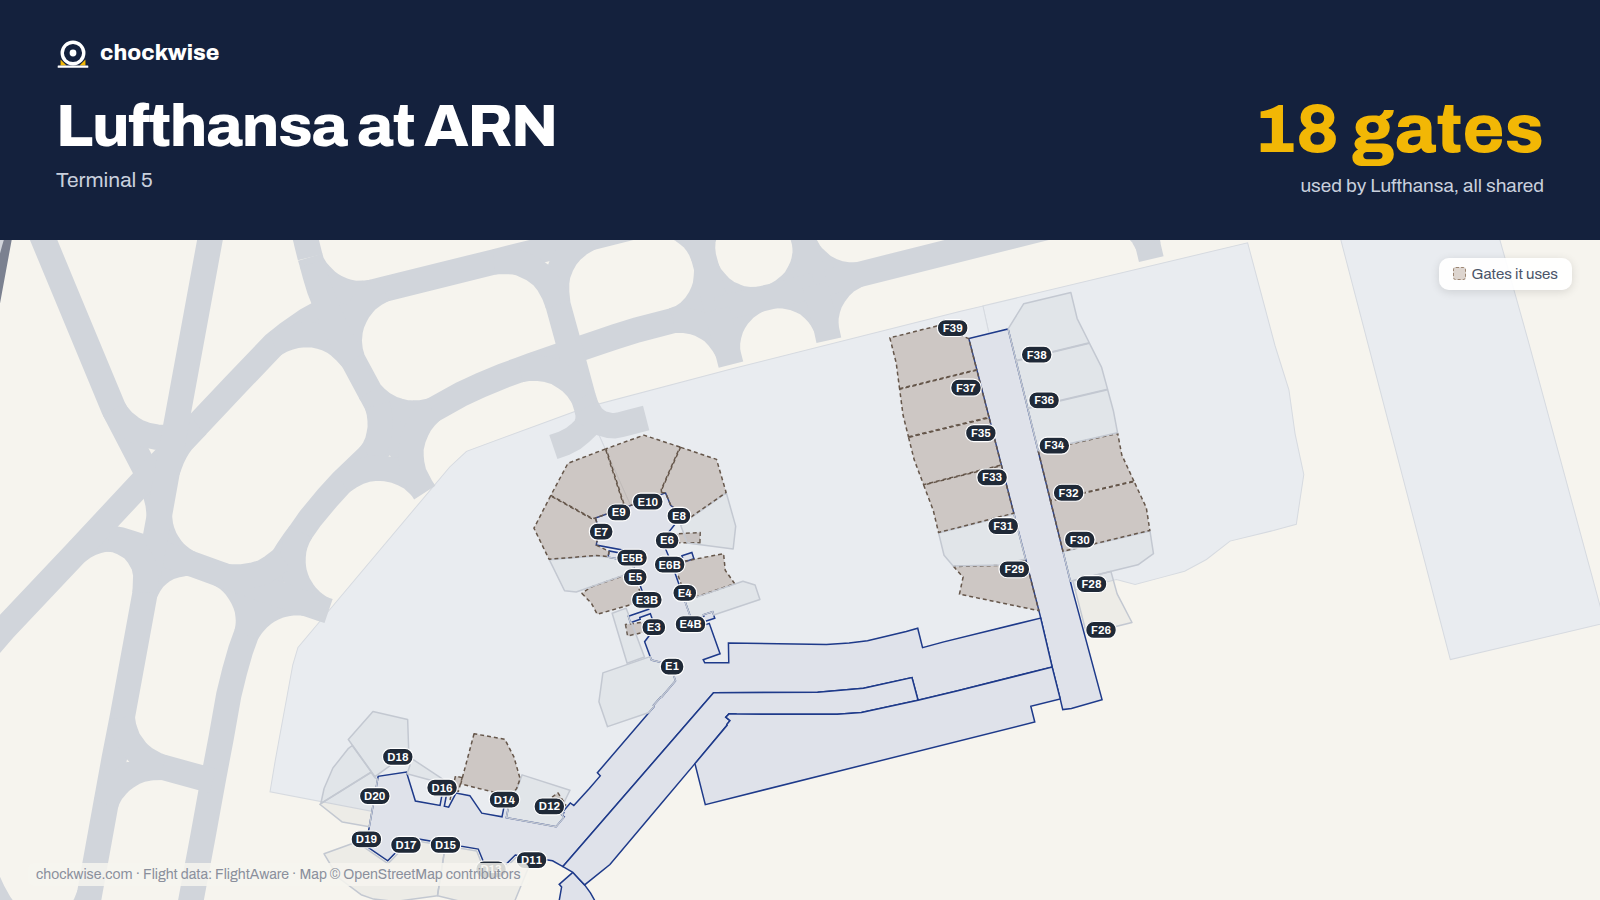 chockwise
Lufthansa at ARN
Terminal 5
18 gates
used by Lufthansa, all shared
Gates it uses
F39
F38
F37
F36
F35
F34
F33
F32
F31
F30
F29
F28
F26
E10
E9
E8
E7
E6
E5B
E6B
E5
E4
E3B
E4B
E3
E1
D18
D16
D20
D14
D12
D19
D17
D15
D11
chockwise.com · Flight data: FlightAware · Map © OpenStreetMap contributors